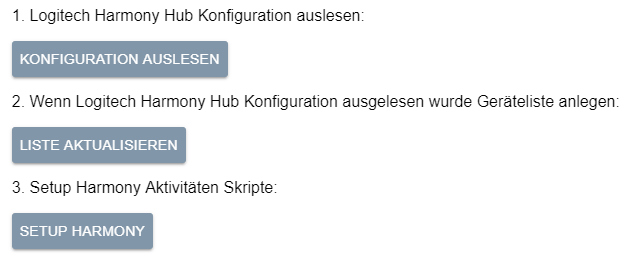 1. Logitech Harmony Hub Konfiguration auslesen:
KONFIGURATION AUSLESEN
2. Wenn Logitech Harmony Hub Konfiguration ausgelesen wurde Geräteliste anlegen:
LISTE AKTUALISIEREN
3. Setup Harmony Aktivitäten Skripte:
SETUP HARMONY